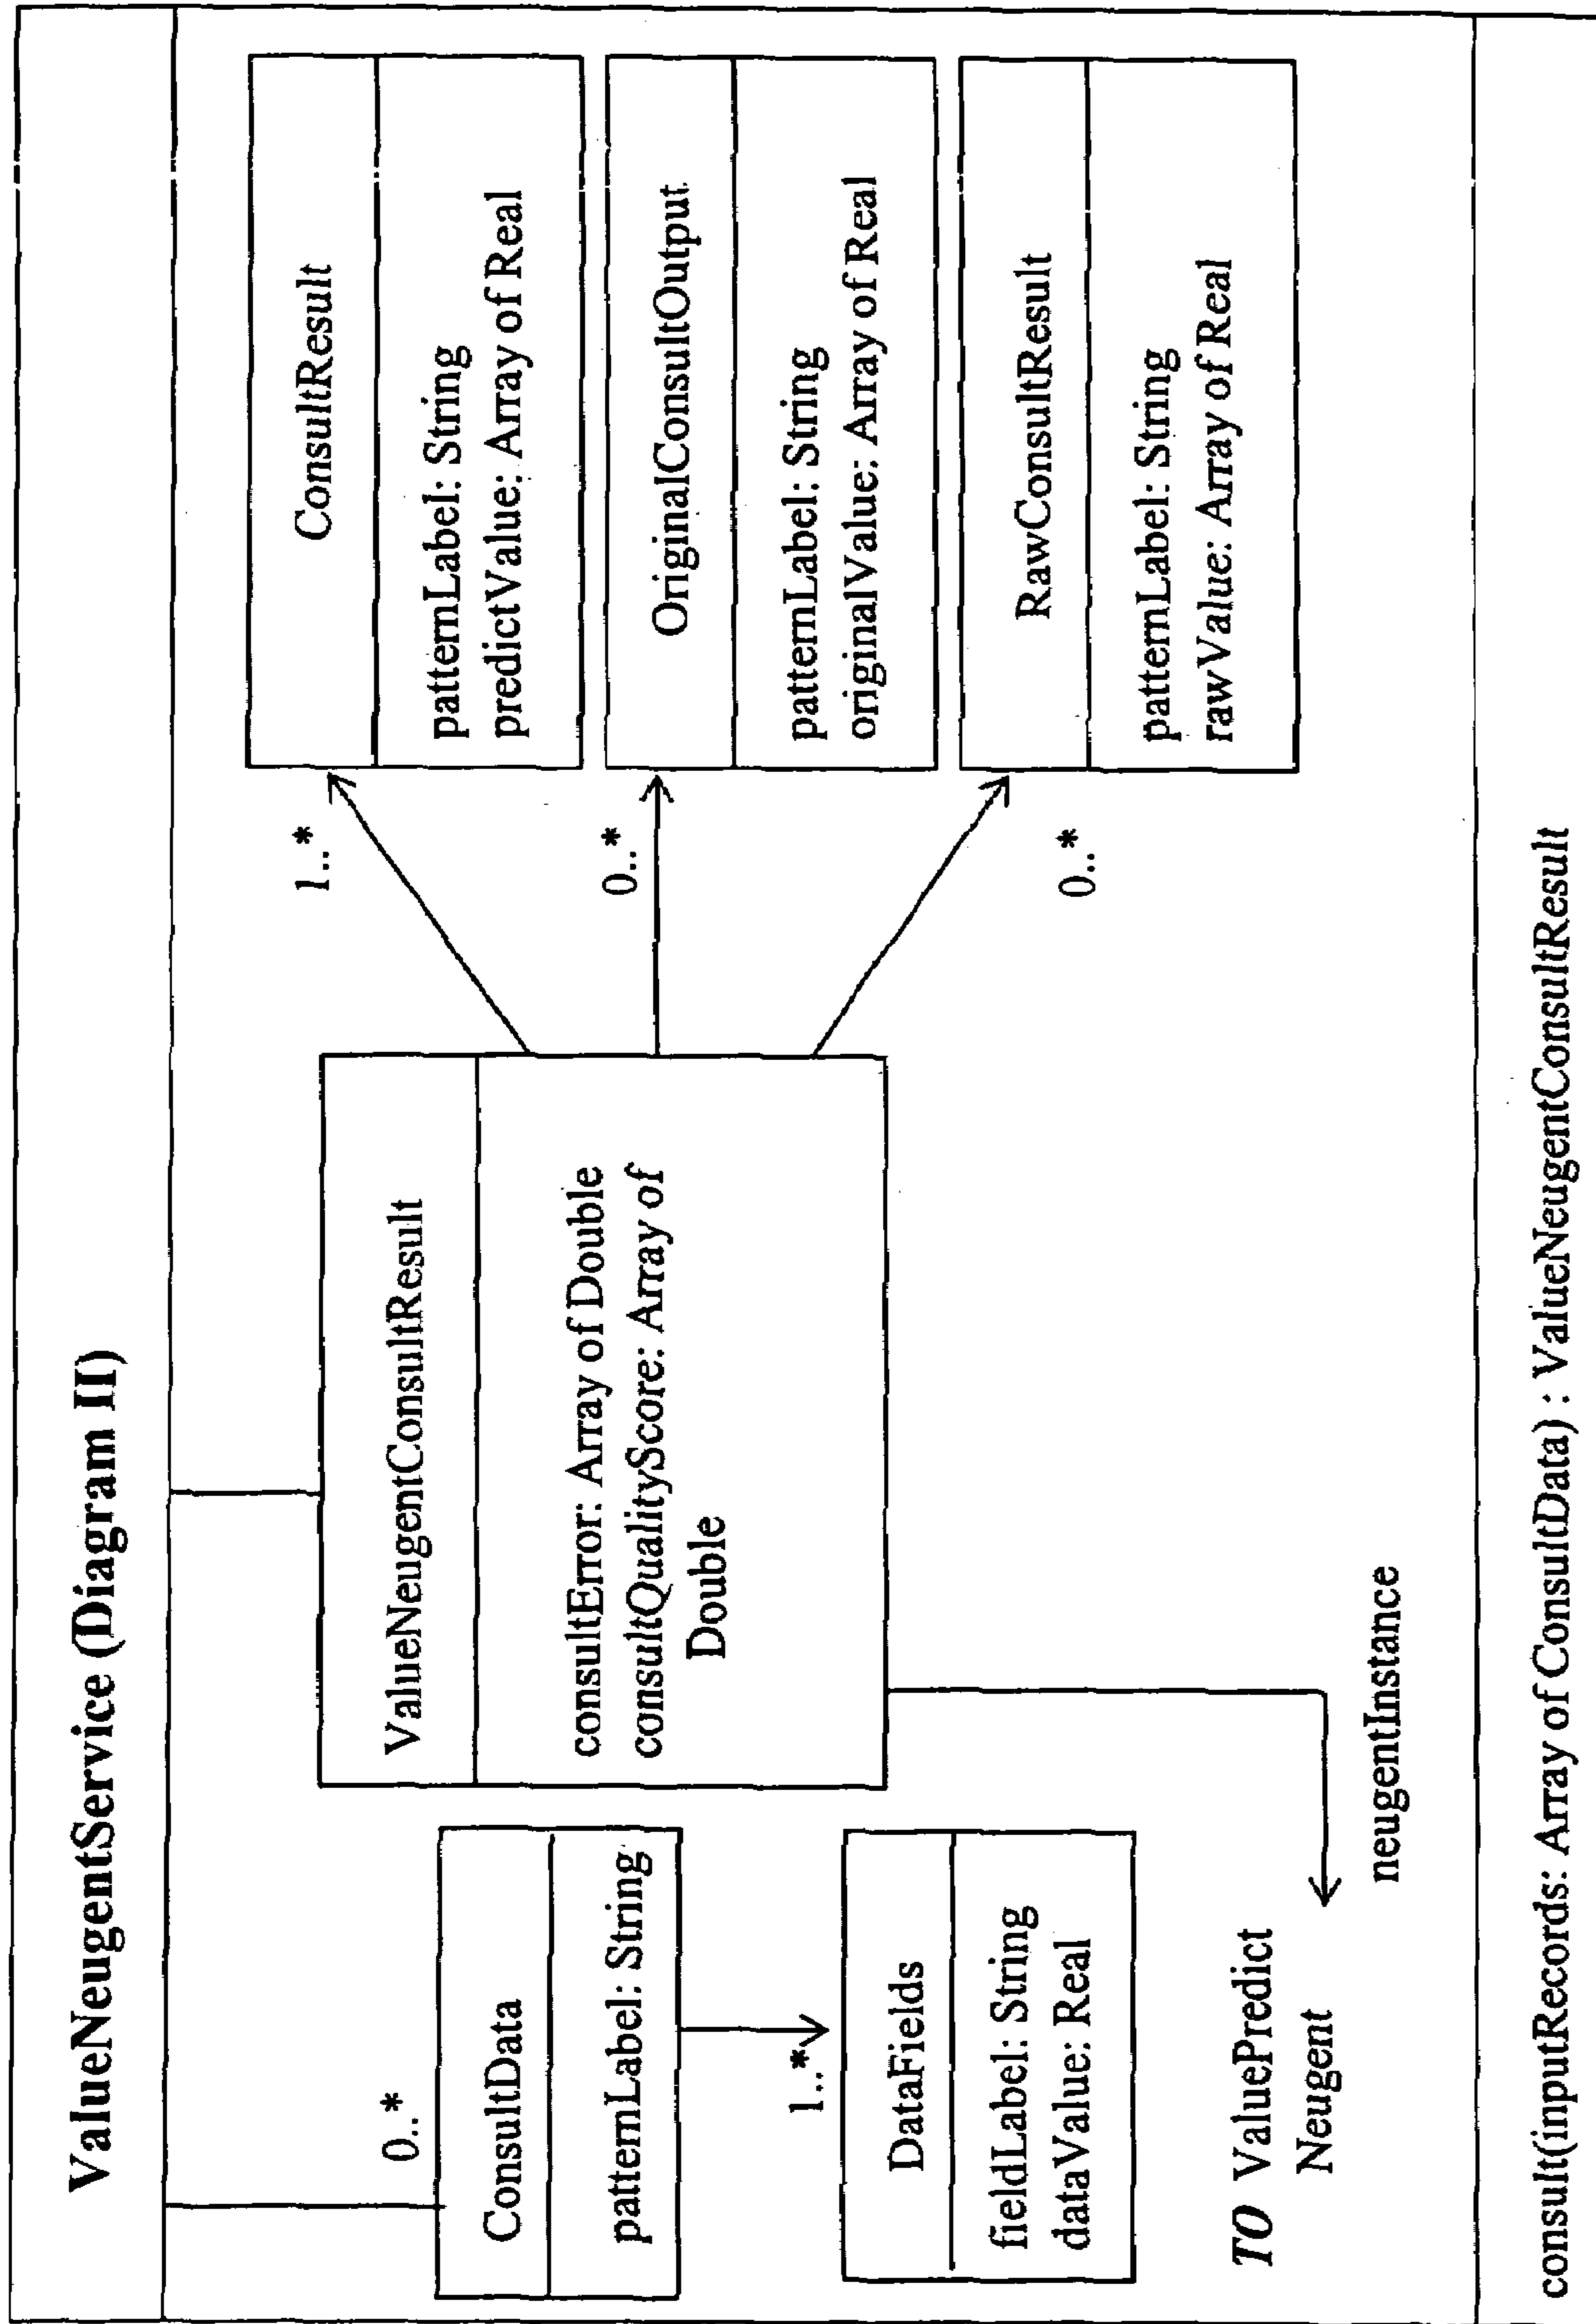 ValueNeugentService (Diagram II)
0..*
ConsultData
patternLabel: String
1..*
DataFields
fieldLabel: String
dataValue: Real
TO ValuePredict
Neugent
neugentInstance
ValueNeugentConsultResult
consultError: Array of Double
consultQualityScore: Array of
Double
1..*
0..*
0..*
ConsultResult
patternLabel: String
predictValue: Array of Real
OriginalConsultOutput
patternLabel: String
originalValue: Array of Real
RawConsultResult
patternLabel: String
rawValue: Array of Real
consult(inputRecords: Array of ConsultData) : ValueNeugentConsultResult